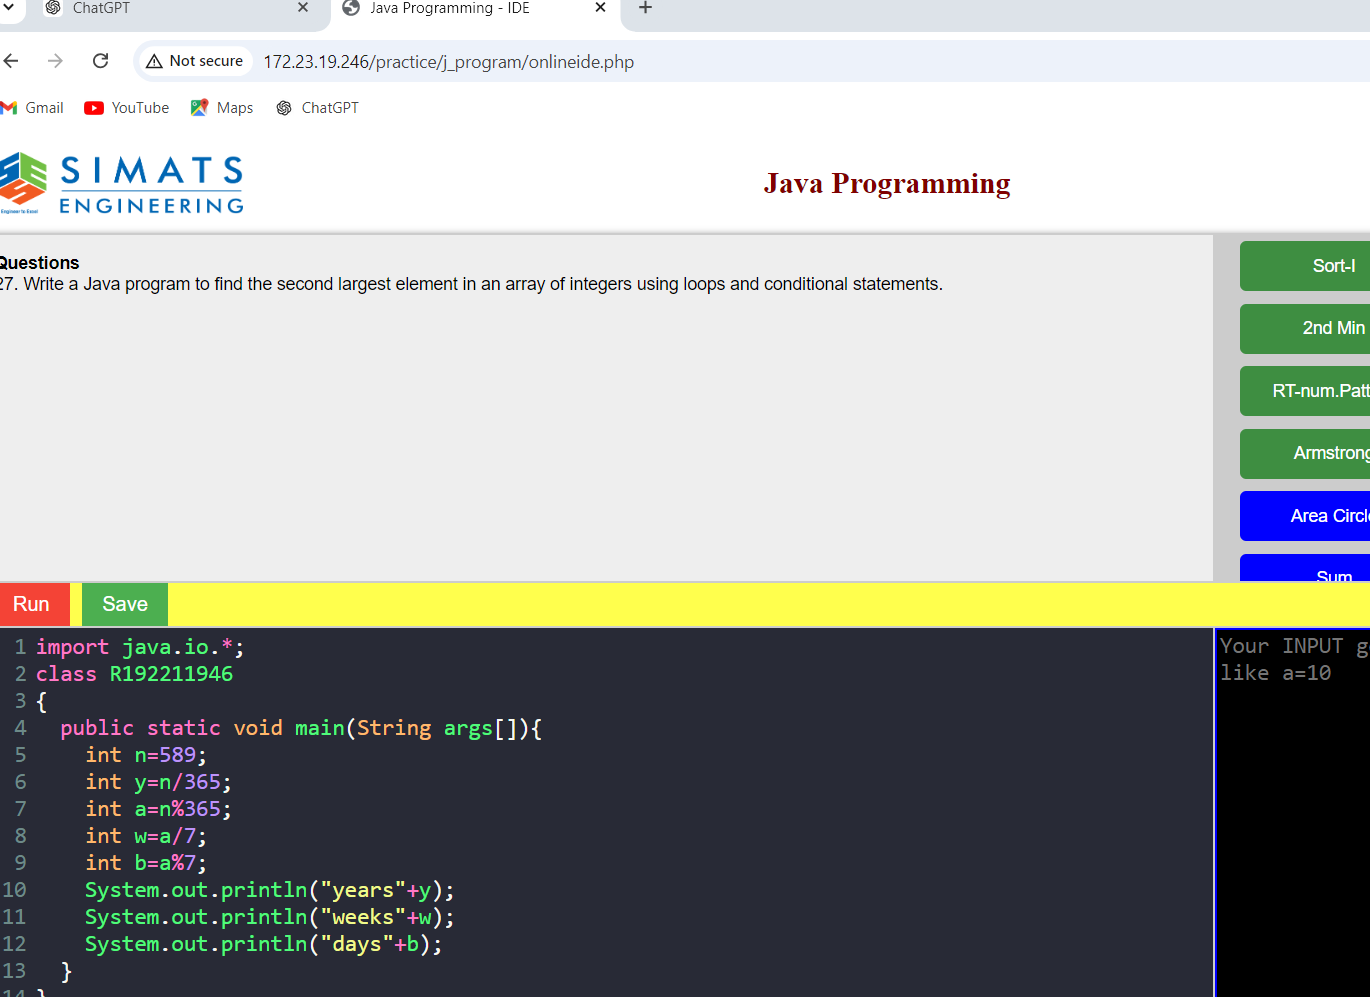 ChatGPT
Java Programming - IDE
Not secure
172.23.19.246/practice/j_program/onlineide.php
Gmail
YouTube
Maps
ChatGPT
SIMATS
ENGINEERING
Engineer to Excel
Java Programming
Questions
27. Write a Java program to find the second largest element in an array of integers using loops and conditional statements.
Sort-I
2nd Min
RT-num.Patt
Armstrong
Area Circle
Sum
Run
Save
1 import java.io.*;
2 class R192211946
3 {
4 public static void main(String args[]){
5 int n=589;
6 int y=n/365;
7 int a=n%365;
8 int w=a/7;
9 int b=a%7;
10 System.out.println("years"+y);
11 System.out.println("weeks"+w);
12 System.out.println("days"+b);
13 }
14 }
Your INPUT g
like a=10